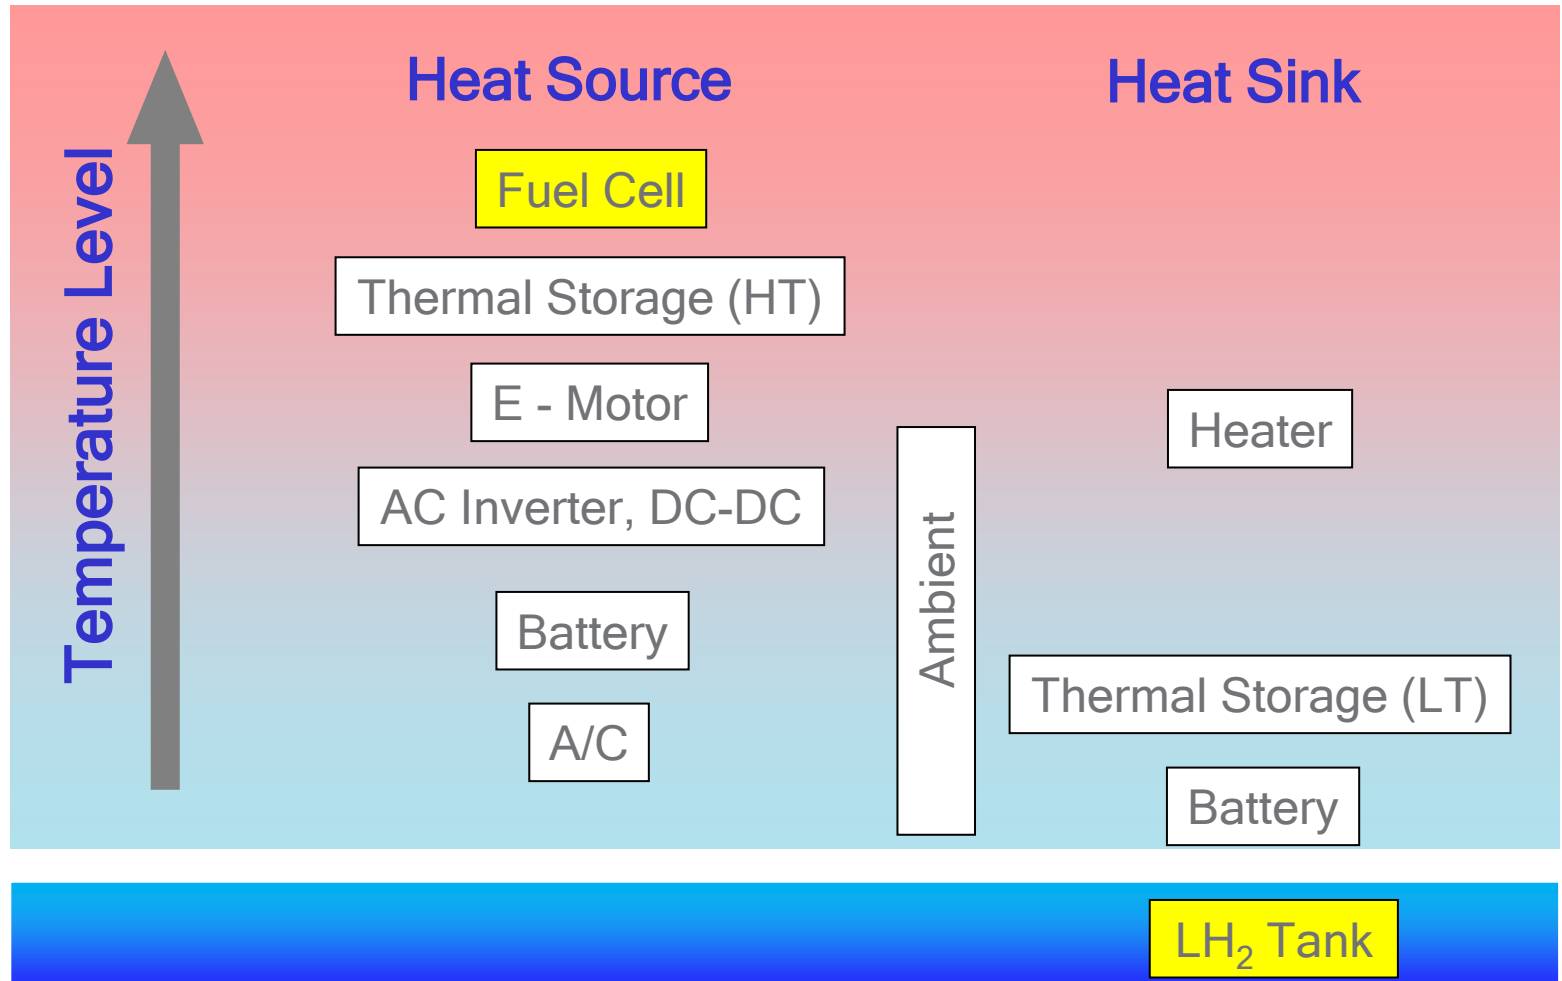 Heat Source
Heat Sink
Temperature Level
Fuel Cell
Thermal Storage (HT)
E - Motor
Heater
AC Inverter, DC-DC
Ambient
Battery
Thermal Storage (LT)
A/C
Battery
LH₂ Tank